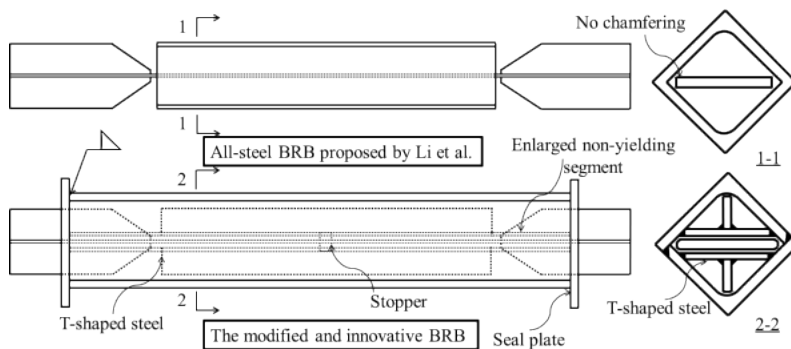 1
No chamfering
1
All-steel BRB proposed by Li et al.
1-1
Enlarged non-yielding
segment
2
T-shaped steel
2
Stopper
Seal plate
T-shaped steel
The modified and innovative BRB
2-2